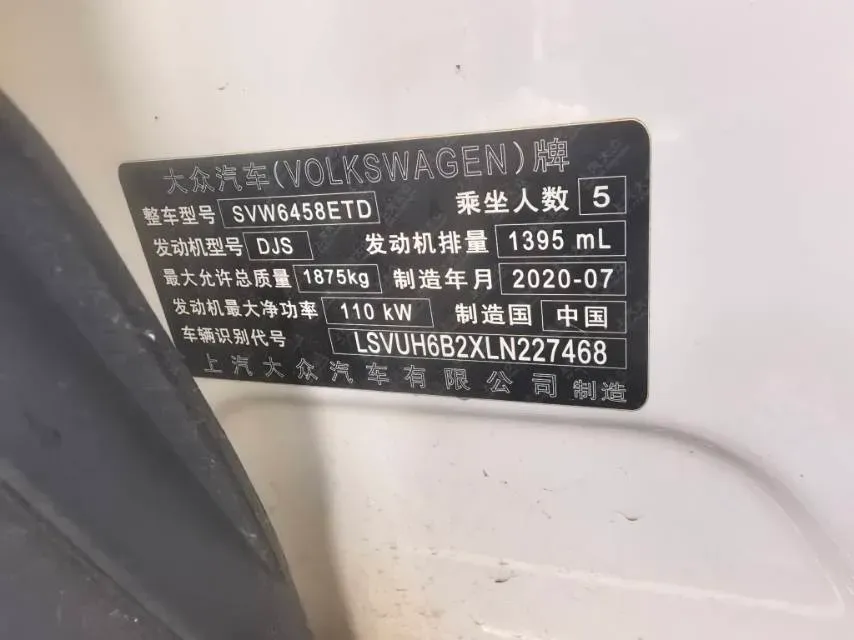 大众汽车(VOLKSWAGEN)牌
整车型号 SVW6458ETD 乘坐人数 5
发动机型号 DJS 发动机排量 1395 mL
最大允许总质量 1875kg 制造年月 2020-07
发动机最大净功率 110 kW 制造国 中国
车辆识别代号 LSVUH6B2XLN227468
上汽大众汽车有限公司制造